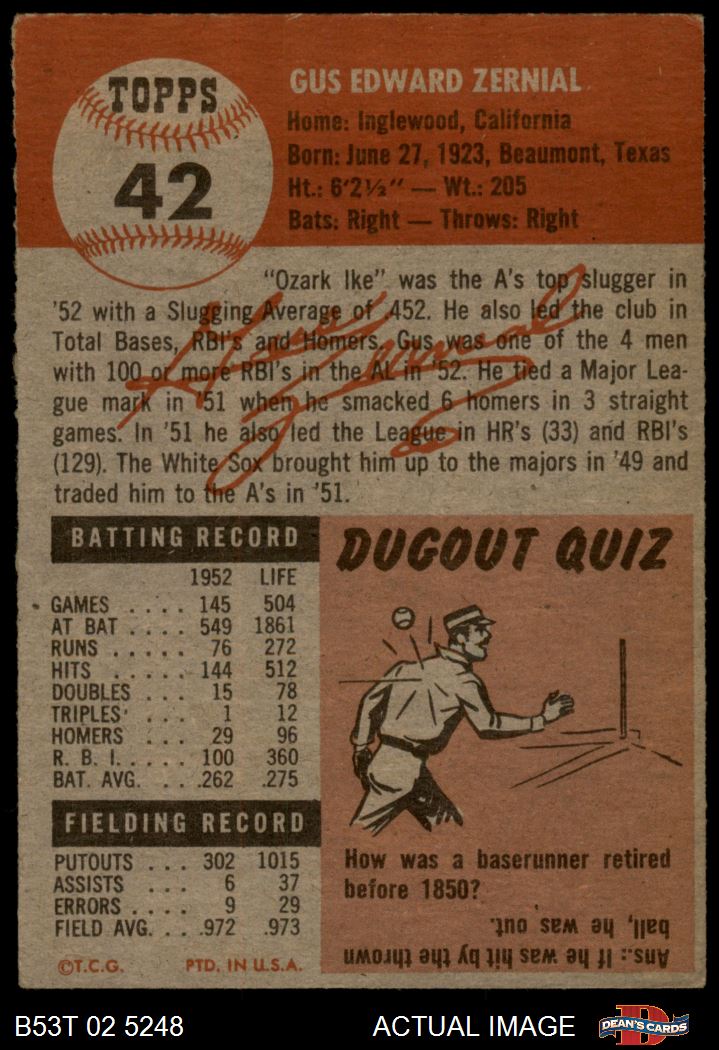 TOPPS
42
GUS EDWARD ZERNIAL
Home: Inglewood, California
Born: June 27, 1923, Beaumont, Texas
Ht.: 6'2½" — Wt.: 205
Bats: Right — Throws: Right
"Ozark Ike" was the A's top slugger in
'52 with a Slugging Average of .452. He also led the club in
Total Bases, RBI's and Homers. Gus was one of the 4 men
with 100 or more RBI's in the AL in '52. He tied a Major Lea-
gue mark in '51 when he smacked 6 homers in 3 straight
games. In '51 he also led the League in HR's (33) and RBI's
(129). The White Sox brought him up to the majors in '49 and
traded him to the A's in '51.
Gus Zernial
BATTING RECORD
1952 LIFE
GAMES . . . . 145 504
AT BAT . . . . 549 1861
RUNS . . . . . 76 272
HITS . . . . . 144 512
DOUBLES . . . 15 78
TRIPLES . . . 1 12
HOMERS . . . 29 96
R. B. I. . . . . . 100 360
BAT. AVG. . . . .262 .275
FIELDING RECORD
PUTOUTS . . . 302 1015
ASSISTS . . . 6 37
ERRORS . . . . 9 29
FIELD AVG. . . .972 .973
©T.C.G. PTD. IN U.S.A.
DUGOUT QUIZ
How was a baserunner retired
before 1850?
Ans.: If he was hit by the thrown
ball, he was out.
B53T 02 5248 ACTUAL IMAGE
D
DEAN'S CARDS